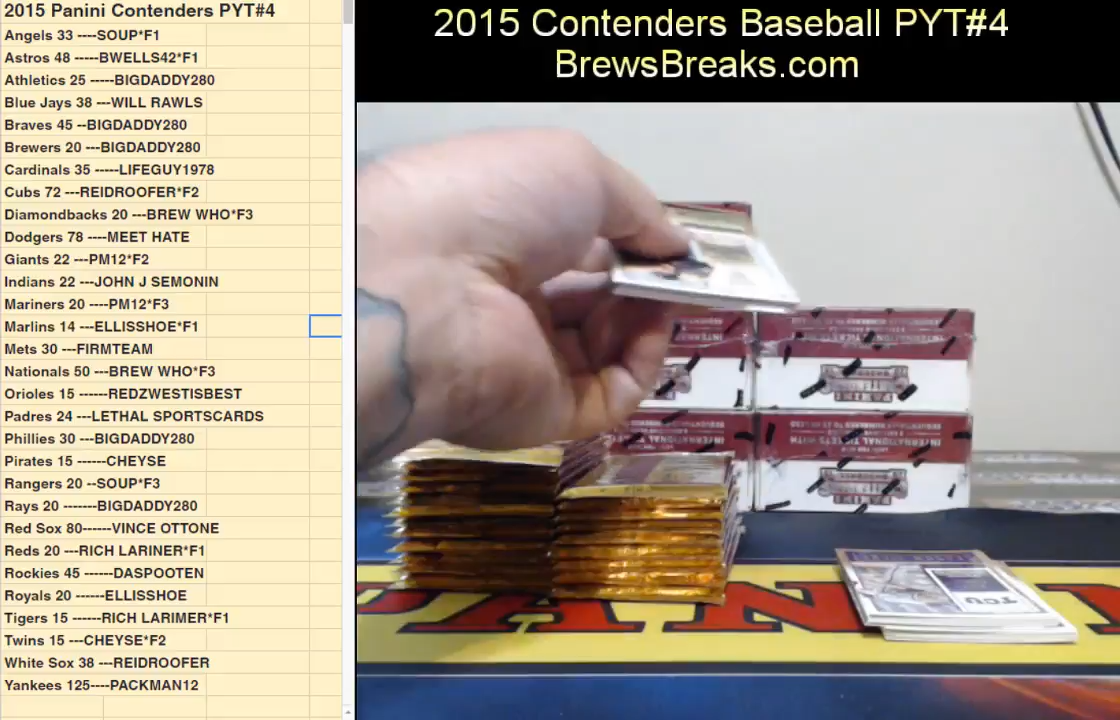 2015 Panini Contenders PYT#4
Angels 33 ----SOUP*F1
Astros 48 -----BWELLS42*F1
Athletics 25 -----BIGDADDY280
Blue Jays 38 ---WILL RAWLS
Braves 45 --BIGDADDY280
Brewers 20 ---BIGDADDY280
Cardinals 35 -----LIFEGUY1978
Cubs 72 ---REIDROOFER*F2
Diamondbacks 20 ---BREW WHO*F3
Dodgers 78 ----MEET HATE
Giants 22 ---PM12*F2
Indians 22 ---JOHN J SEMONIN
Mariners 20 ----PM12*F3
Marlins 14 ---ELLISSHOE*F1
Mets 30 ---FIRMTEAM
Nationals 50 ---BREW WHO*F3
Orioles 15 ----REDZWESTISBEST
Padres 24 ---LETHAL SPORTSCARDS
Phillies 30 ---BIGDADDY280
Pirates 15 ------CHEYSE
Rangers 20 --SOUP*F3
Rays 20 -----BIGDADDY280
Red Sox 80------VINCE OTTONE
Reds 20 ---RICH LARINER*F1
Rockies 45 ------DASPOOTEN
Royals 20 -----ELLISSHOE
Tigers 15 ------RICH LARIMER*F1
Twins 15 ---CHEYSE*F2
White Sox 38 ---REIDROOFER
Yankees 125----PACKMAN12
2015 Contenders Baseball PYT#4
BrewsBreaks.com
INTERNATIONAL TICKETS WITH
TCU